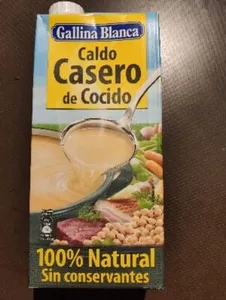 Gallina Blanca
Caldo
Casero
de Cocido
100% Natural
Sin conservantes